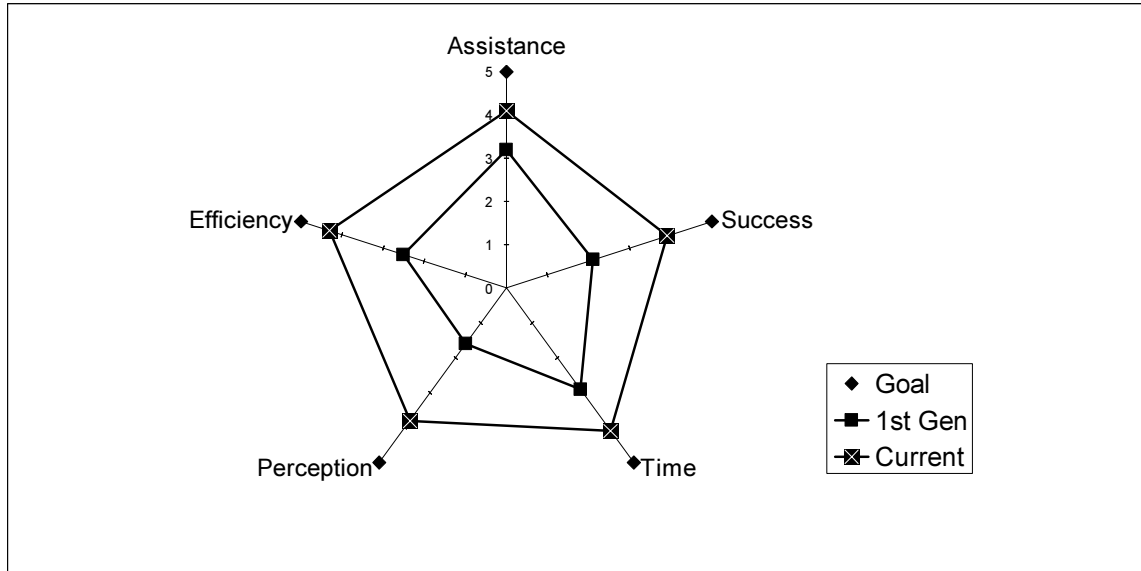 Assistance
5
4
3
2
1
0
Efficiency
Success
Perception
Time
Goal
1st Gen
Current